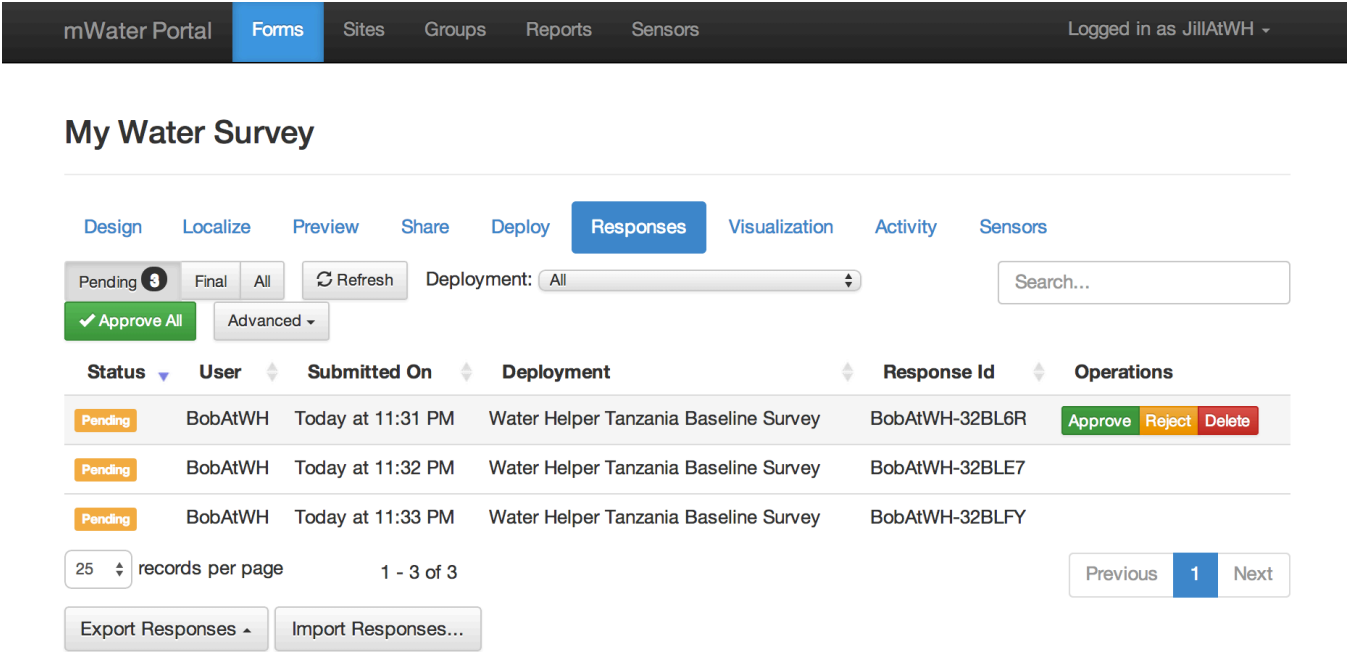 mWater Portal Forms Sites Groups Reports Sensors Logged in as JillAtWH
My Water Survey
Design Localize Preview Share Deploy Responses Visualization Activity Sensors
Pending 3 Final All Refresh Deployment: All Search...
Approve All Advanced
Status User Submitted On Deployment Response Id Operations
Pending BobAtWH Today at 11:31 PM Water Helper Tanzania Baseline Survey BobAtWH-32BL6R Approve Reject Delete
Pending BobAtWH Today at 11:32 PM Water Helper Tanzania Baseline Survey BobAtWH-32BLE7
Pending BobAtWH Today at 11:33 PM Water Helper Tanzania Baseline Survey BobAtWH-32BLFY
25 records per page 1 - 3 of 3 Previous 1 Next
Export Responses Import Responses...